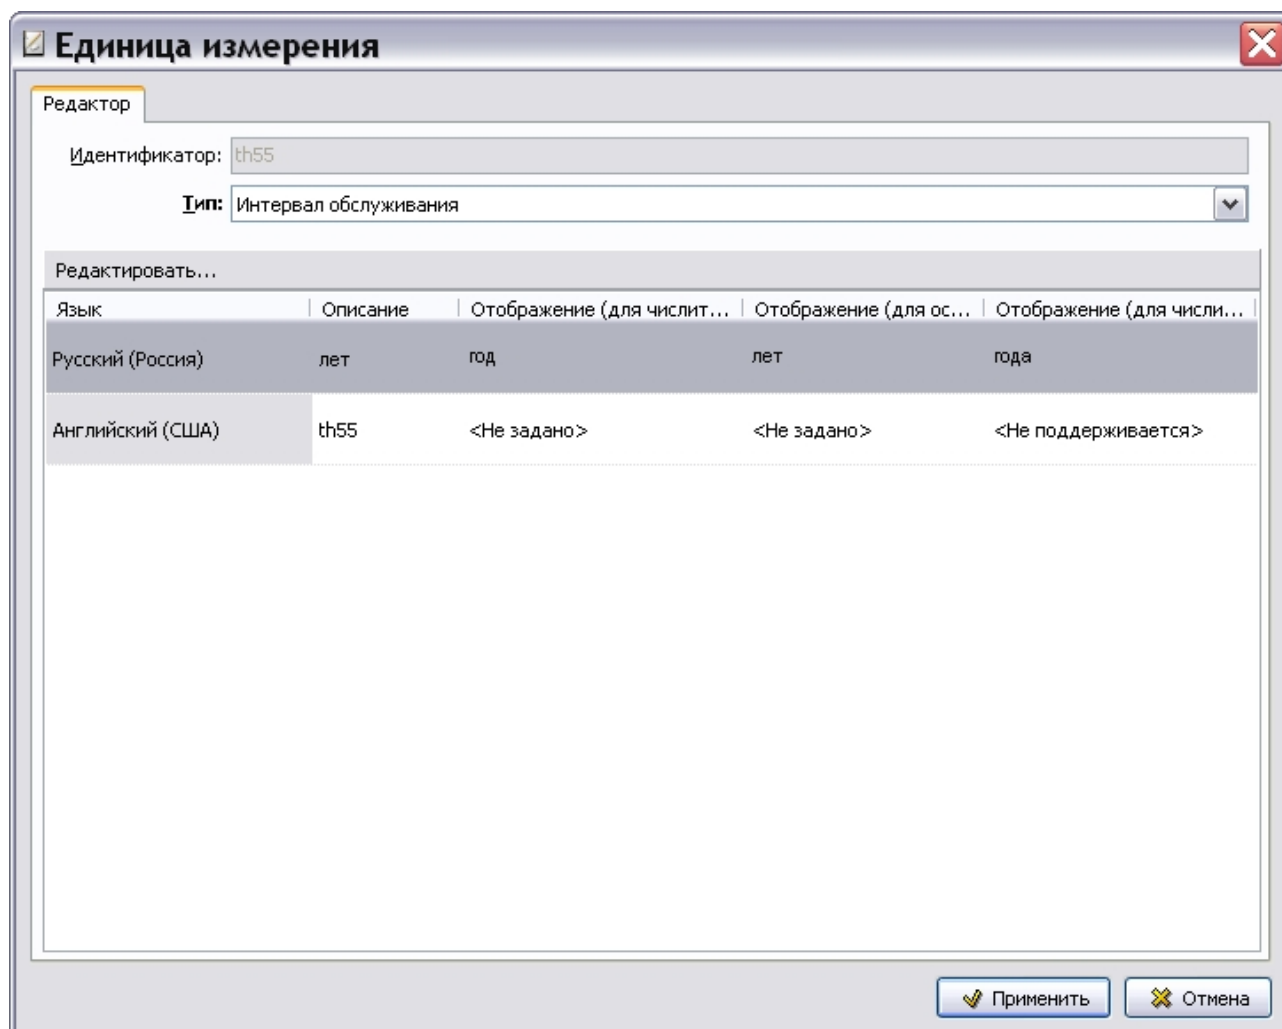 Единица измерения
Редактор
Идентификатор: th55
Тип: Интервал обслуживания
Редактировать...
Язык Описание Отображение (для числит... Отображение (для ос... Отображение (для числи...
Русский (Россия) лет год лет года
Английский (США) th55 <Не задано> <Не задано> <Не поддерживается>
Применить Отмена